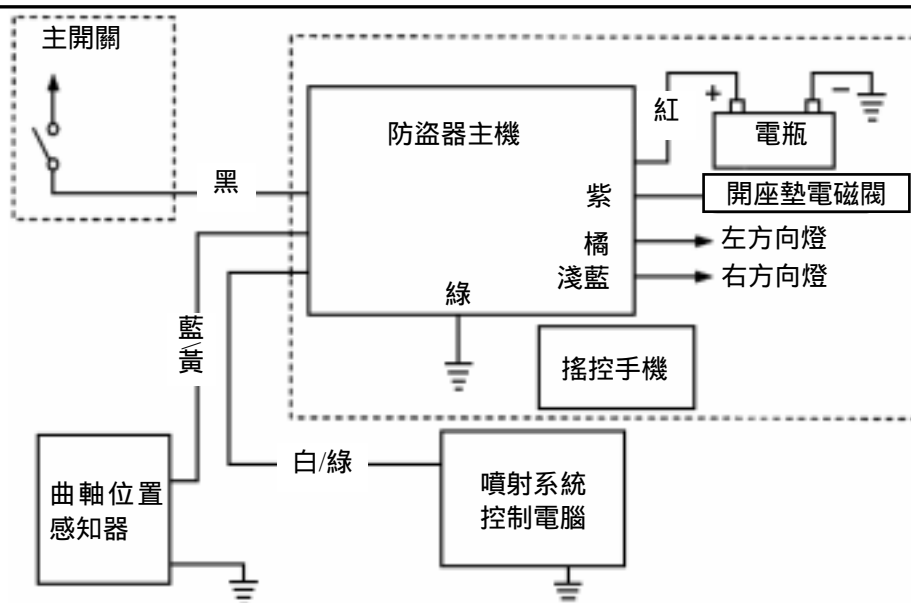 主開關
防盜器主機
紅
+
−
電瓶
黑
紫
開座墊電磁閥
橘
左方向燈
淺藍
右方向燈
綠
藍/黃
搖控手機
白/綠
曲軸位置
感知器
噴射系統
控制電腦